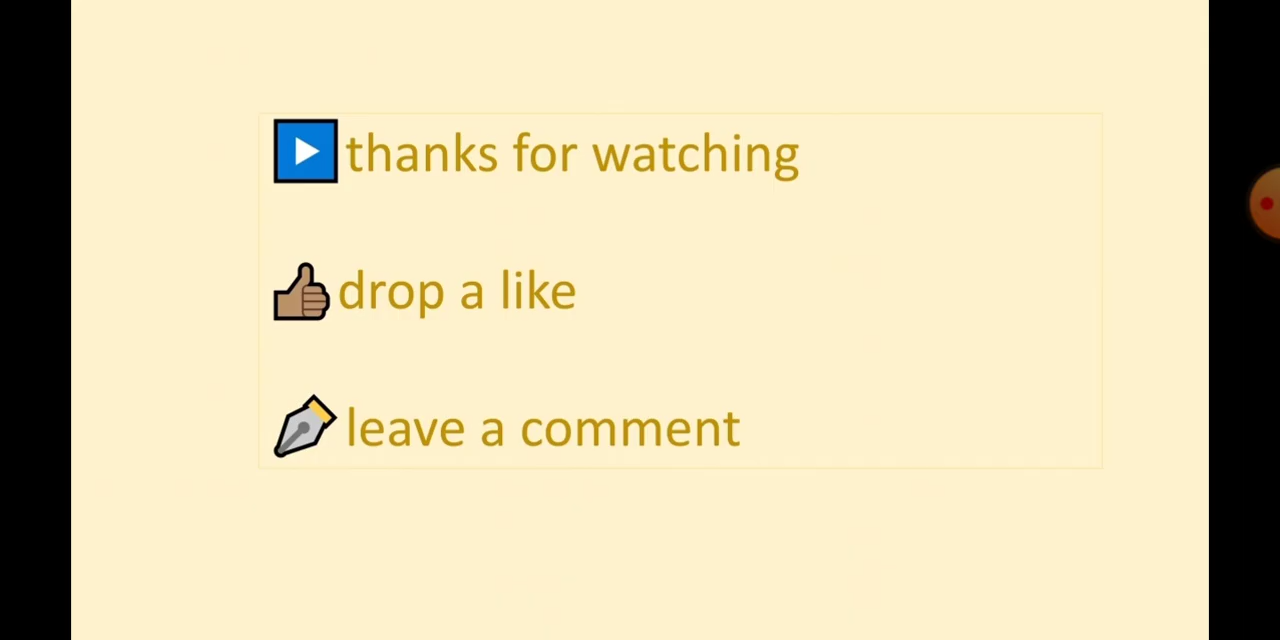 ▶️thanks for watching
👍🏽drop a like
✒️leave a comment